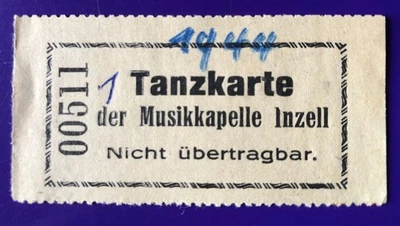 1944
00511
1 Tanzkarte
der Musikkapelle Inzell
Nicht übertragbar.